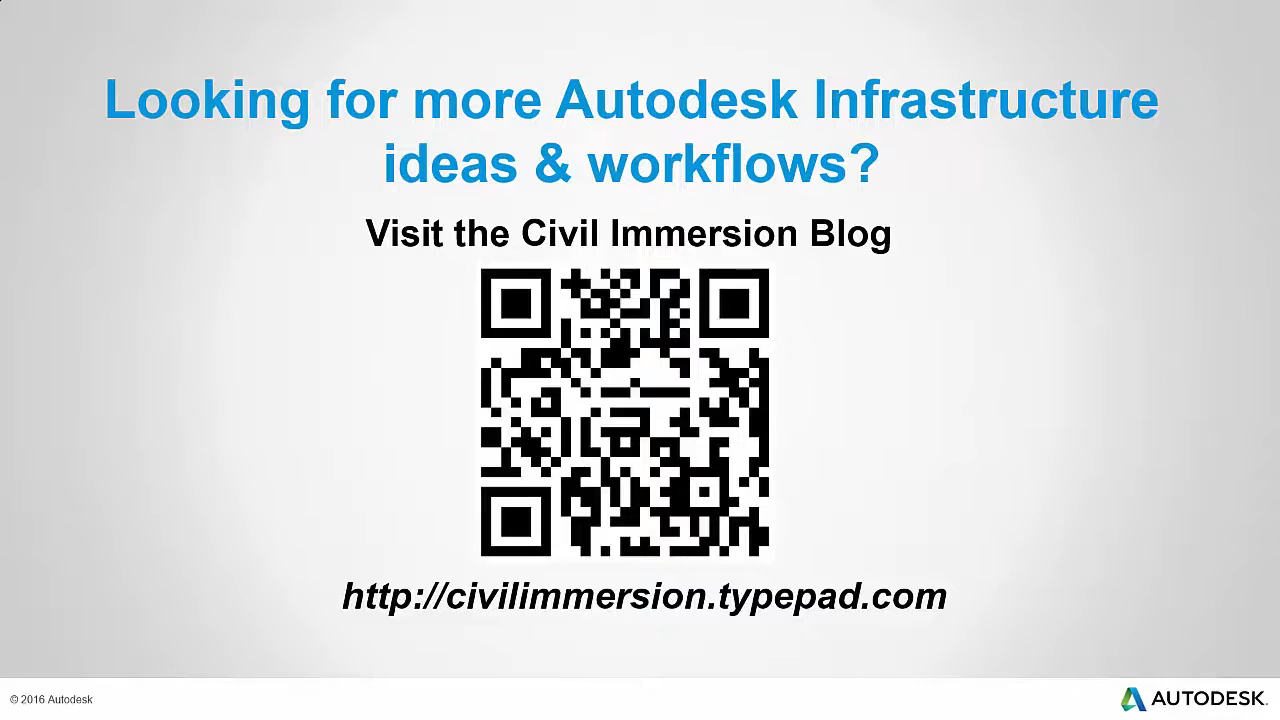 Looking for more Autodesk Infrastructure
ideas & workflows?
Visit the Civil Immersion Blog
http://civilimmersion.typepad.com
© 2016 Autodesk
AUTODESK.